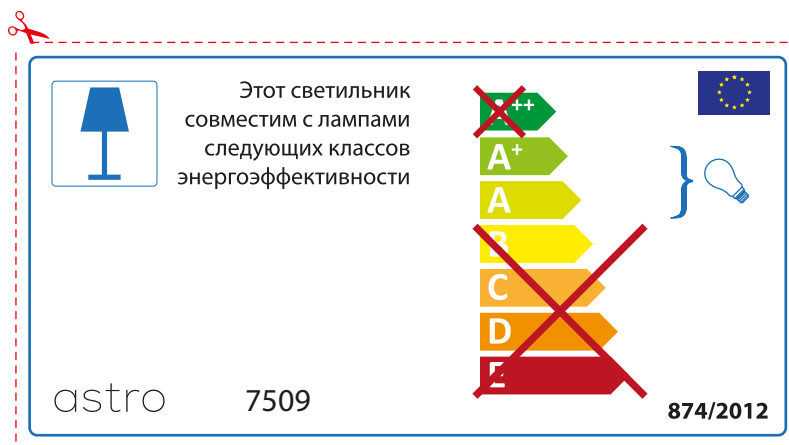 Этот светильник
совместим с лампами
следующих классов
энергоэффективности
A++
A+
A
B
C
D
E
astro
7509
874/2012